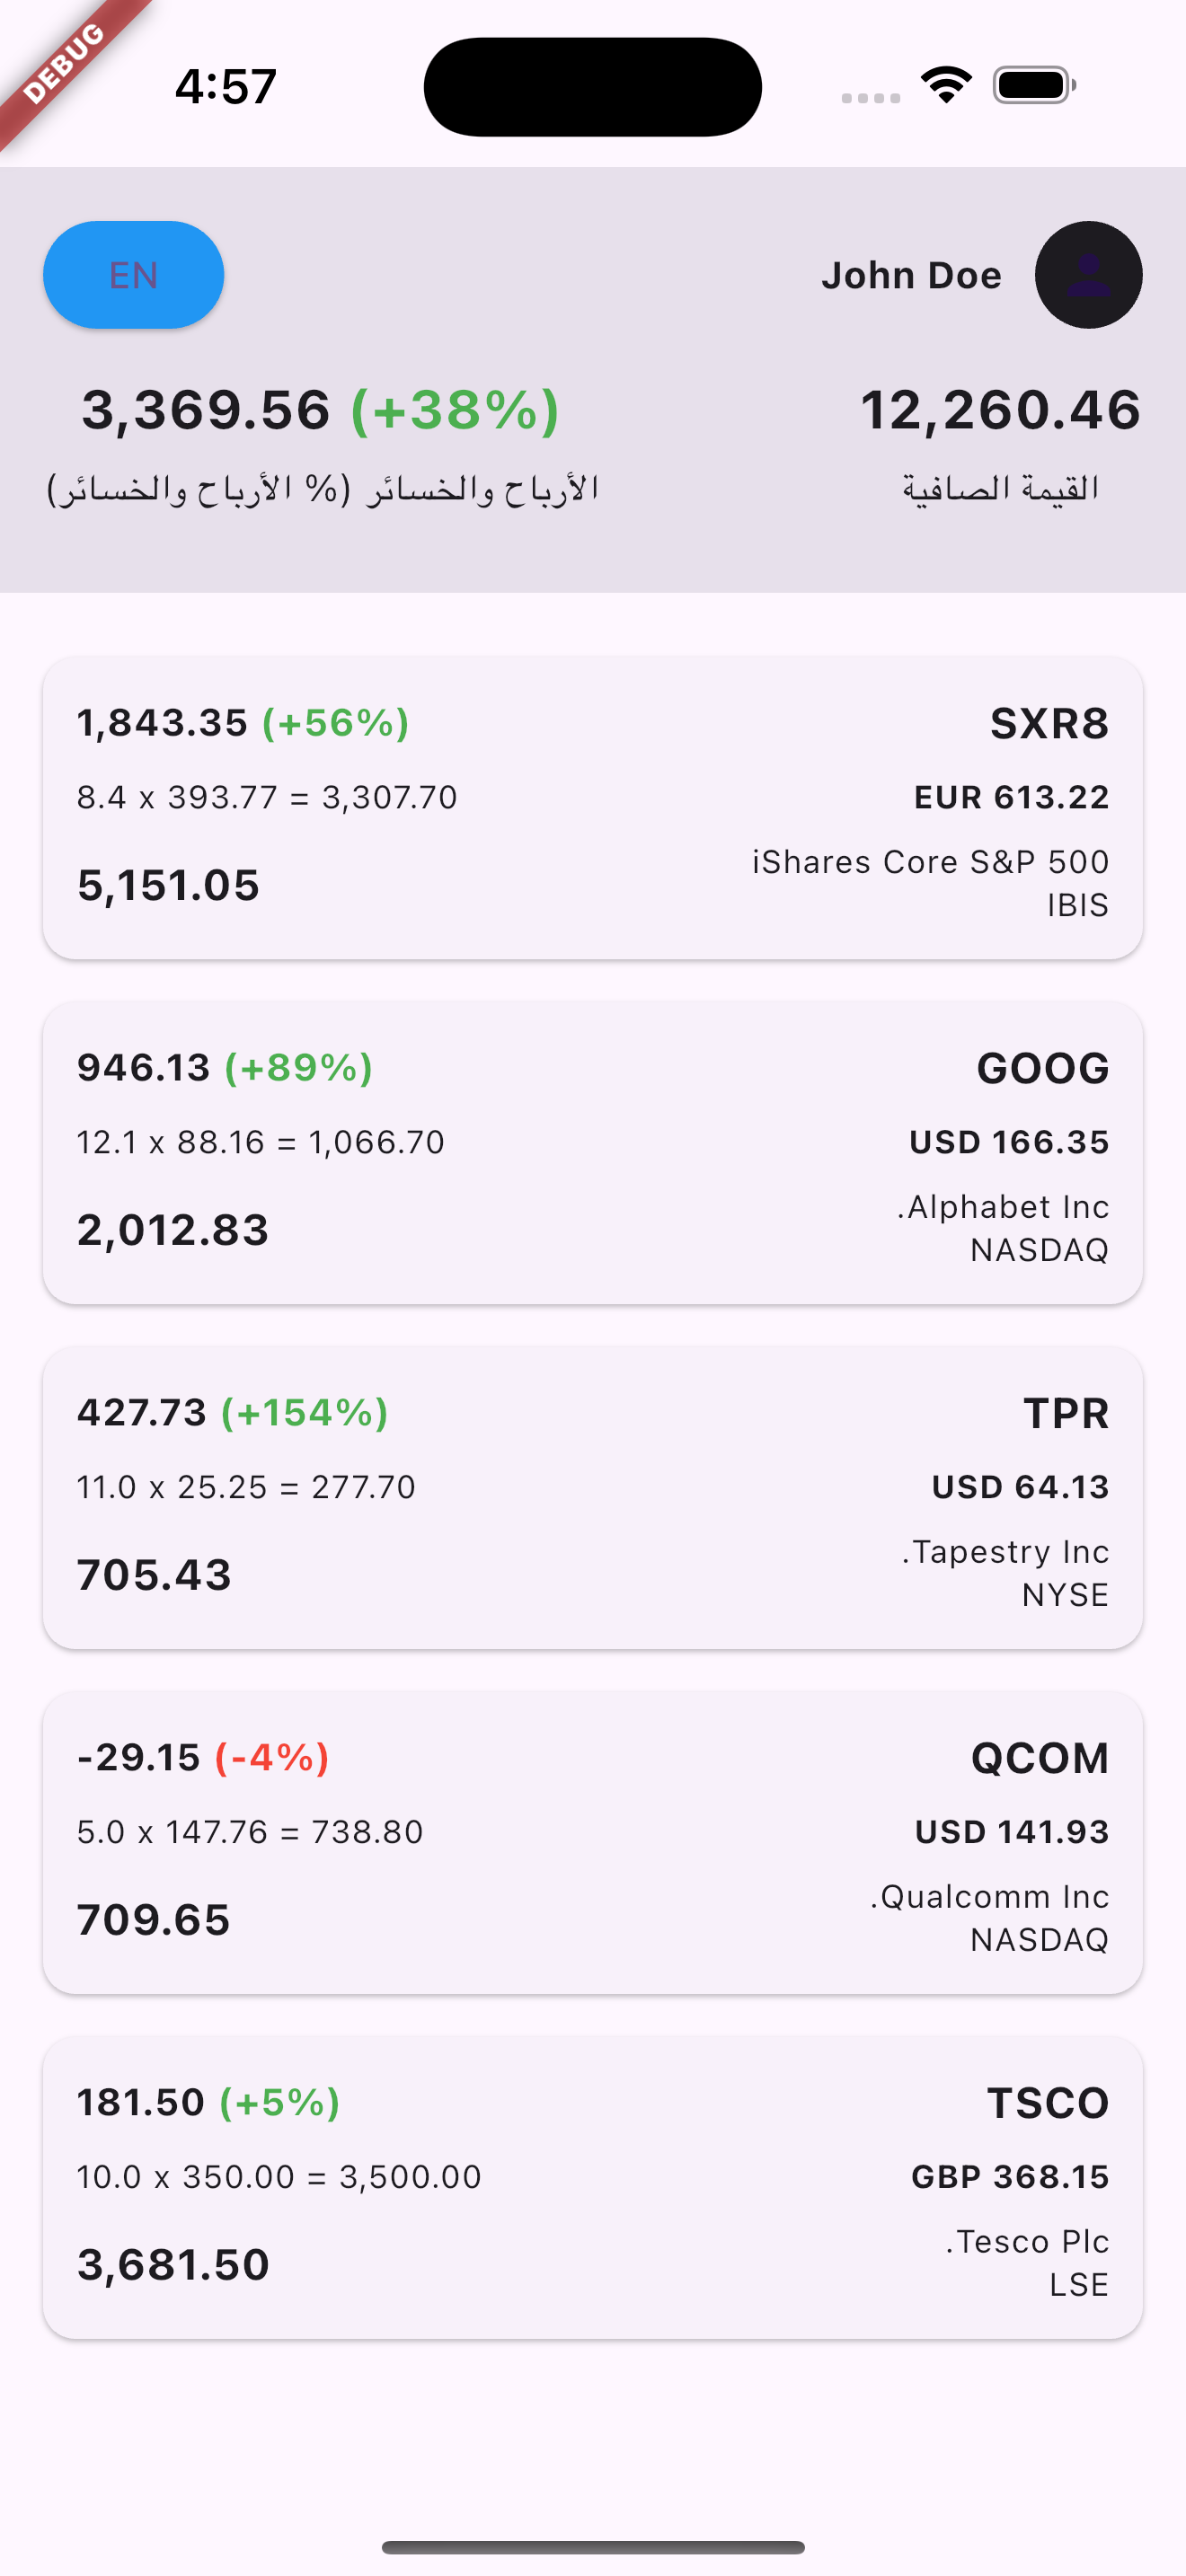 DEBUG
4:57
EN
John Doe
12,260.46
3,369.56 (+38%)
القيمة الصافية
الأرباح والخسائر (% الأرباح والخسائر)
SXR8
1,843.35 (+56%)
EUR 613.22
8.4 x 393.77 = 3,307.70
iShares Core S&P 500
IBIS
5,151.05
GOOG
946.13 (+89%)
USD 166.35
12.1 x 88.16 = 1,066.70
.Alphabet Inc
NASDAQ
2,012.83
TPR
427.73 (+154%)
USD 64.13
11.0 x 25.25 = 277.70
.Tapestry Inc
NYSE
705.43
QCOM
-29.15 (-4%)
USD 141.93
5.0 x 147.76 = 738.80
.Qualcomm Inc
NASDAQ
709.65
TSCO
181.50 (+5%)
GBP 368.15
10.0 x 350.00 = 3,500.00
.Tesco Plc
LSE
3,681.50